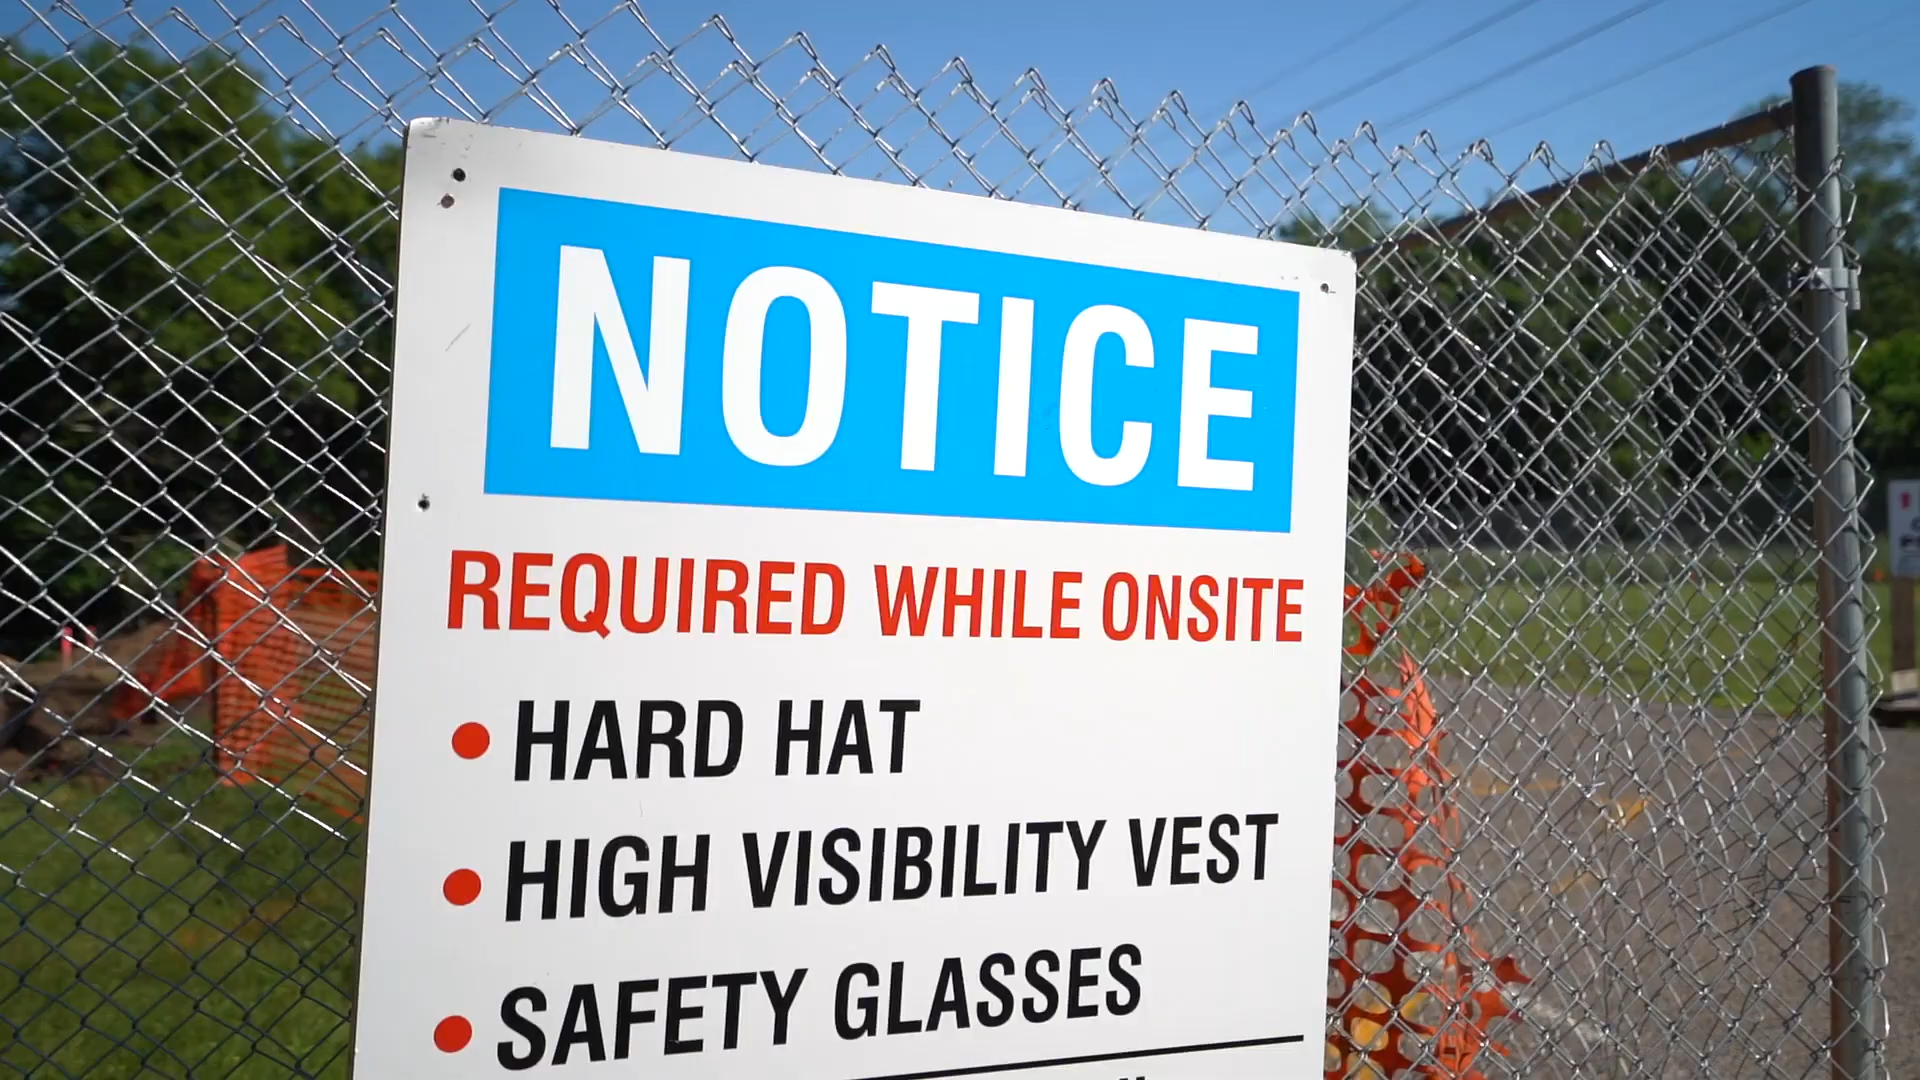 NOTICE
REQUIRED WHILE ONSITE
• HARD HAT
• HIGH VISIBILITY VEST
• SAFETY GLASSES